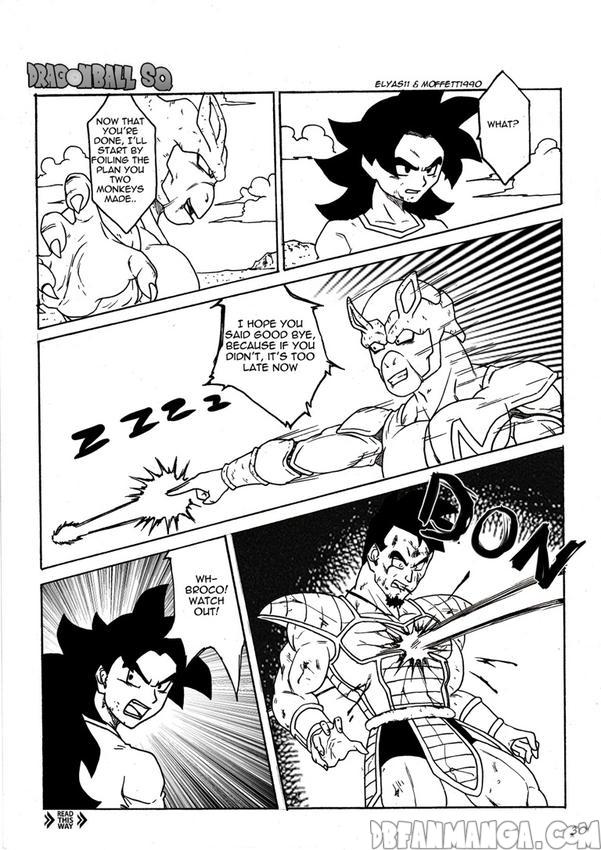 DRAGONBALL SQ
ELYAS11 & MOFFETT1990
NOW THAT
YOU'RE
DONE, I'LL
START BY
FOILING THE
PLAN YOU
TWO
MONKEYS
MADE..
WHAT?
I HOPE YOU
SAID GOOD BYE,
BECAUSE IF YOU
DIDN'T, IT'S TOO
LATE NOW
ZZZZ
DON
WH-
BROCO!
WATCH
OUT!
READ
THIS
WAY
30
DBFANMANGA.COM